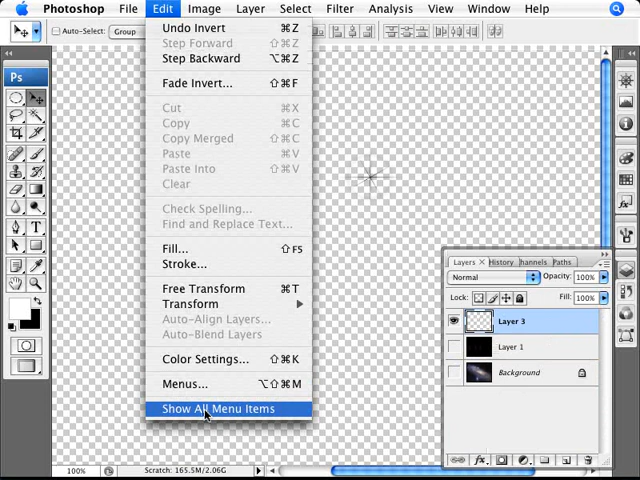 Photoshop File Edit Image Layer Select Filter Analysis View Window Help
Auto-Select: Group
Ps
Undo Invert ⌘Z
Step Forward ⇧⌘Z
Step Backward ⌥⌘Z
Fade Invert... ⇧⌘F
Cut ⌘X
Copy ⌘C
Copy Merged ⇧⌘C
Paste ⌘V
Paste Into ⇧⌘V
Clear
Check Spelling...
Find and Replace Text...
Fill... ⇧F5
Stroke...
Free Transform ⌘T
Transform
Auto-Align Layers...
Auto-Blend Layers
Color Settings... ⇧⌘K
Menus... ⌥⇧⌘M
Show All Menu Items
Layers × History hannels Paths
Normal Opacity: 100%
Lock: Fill: 100%
Layer 3
Layer 1
Background
fx
100% Scratch: 165.5M/2.06G